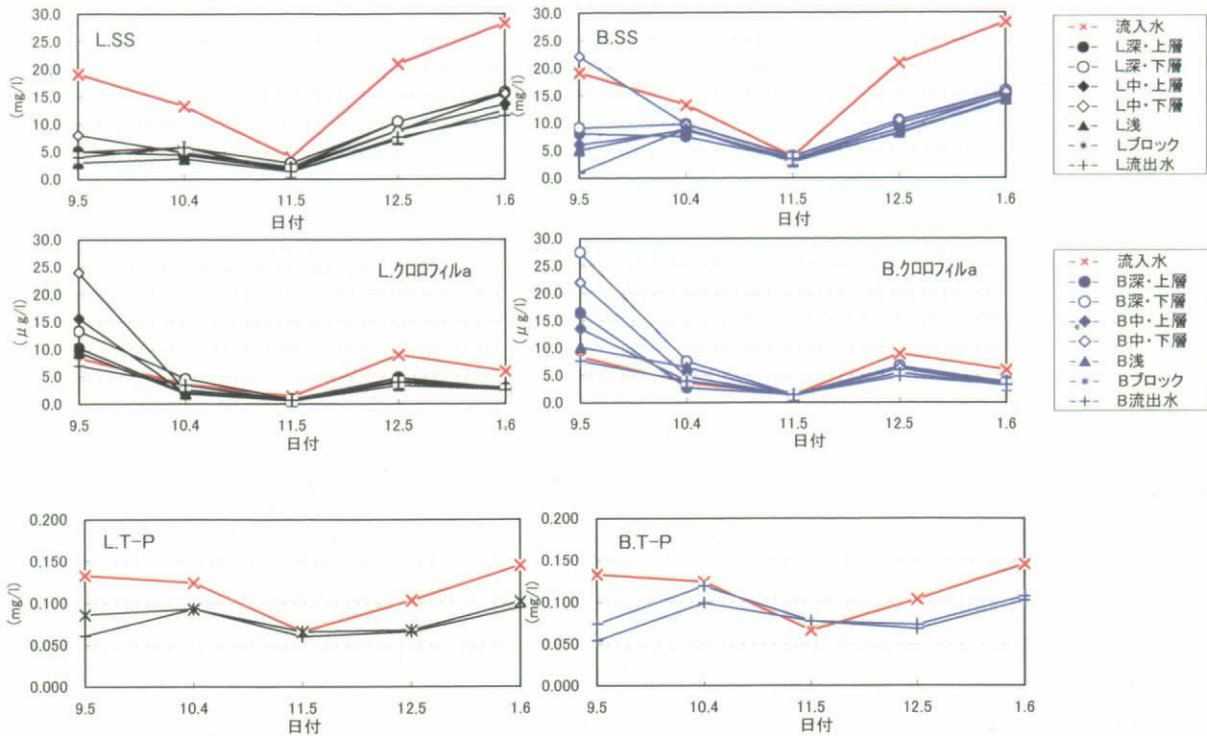 L.SS
(mg/l)
30.0
25.0
20.0
15.0
10.0
5.0
0.0
9.5 10.4 11.5 12.5 1.6
日付
B.SS
(mg/l)
30.0
25.0
20.0
15.0
10.0
5.0
0.0
9.5 10.4 11.5 12.5 1.6
日付
流入水
L深・上層
L深・下層
L中・上層
L中・下層
L浅
Lブロック
L流出水
L.クロロフィルa
(μg/l)
30.0
25.0
20.0
15.0
10.0
5.0
0.0
9.5 10.4 11.5 12.5 1.6
日付
B.クロロフィルa
(μg/l)
30.0
25.0
20.0
15.0
10.0
5.0
0.0
9.5 10.4 11.5 12.5 1.6
日付
流入水
B深・上層
B深・下層
B中・上層
B中・下層
B浅
Bブロック
B流出水
L.T-P
(mg/l)
0.200
0.150
0.100
0.050
0.000
9.5 10.4 11.5 12.5 1.6
日付
B.T-P
(mg/l)
0.200
0.150
0.100
0.050
0.000
9.5 10.4 11.5 12.5 1.6
日付